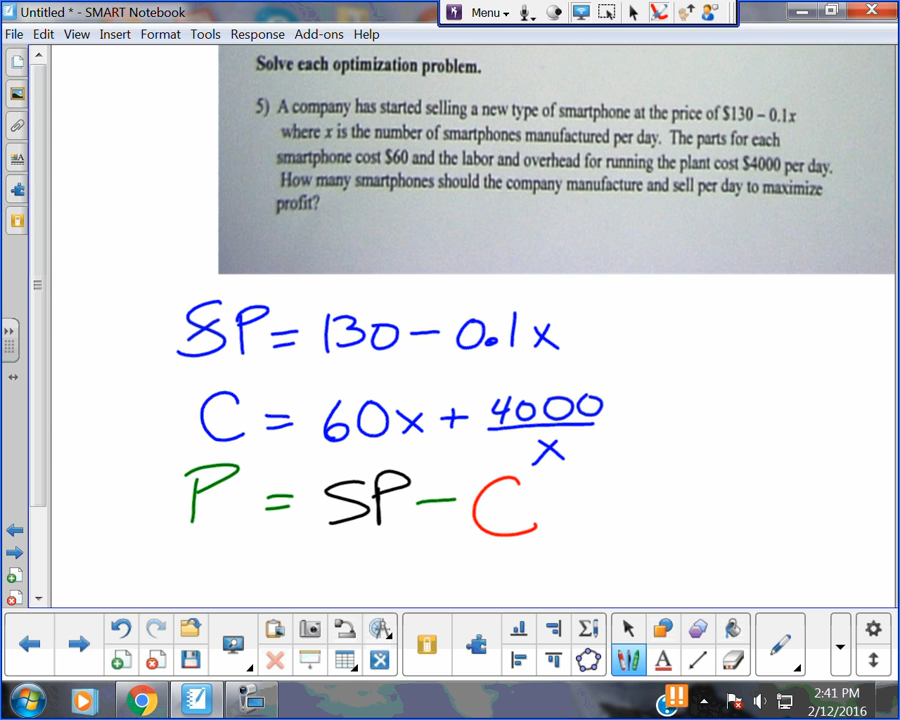 Untitled * - SMART Notebook
Menu
File Edit View Insert Format Tools Response Add-ons Help
Solve each optimization problem.
5) A company has started selling a new type of smartphone at the price of $130 – 0.1x
where x is the number of smartphones manufactured per day. The parts for each
smartphone cost $60 and the labor and overhead for running the plant cost $4000 per day.
How many smartphones should the company manufacture and sell per day to maximize
profit?
SP = 130 - 0.1x
C = 60x + 4000/x
P = SP - C
2:41 PM
2/12/2016